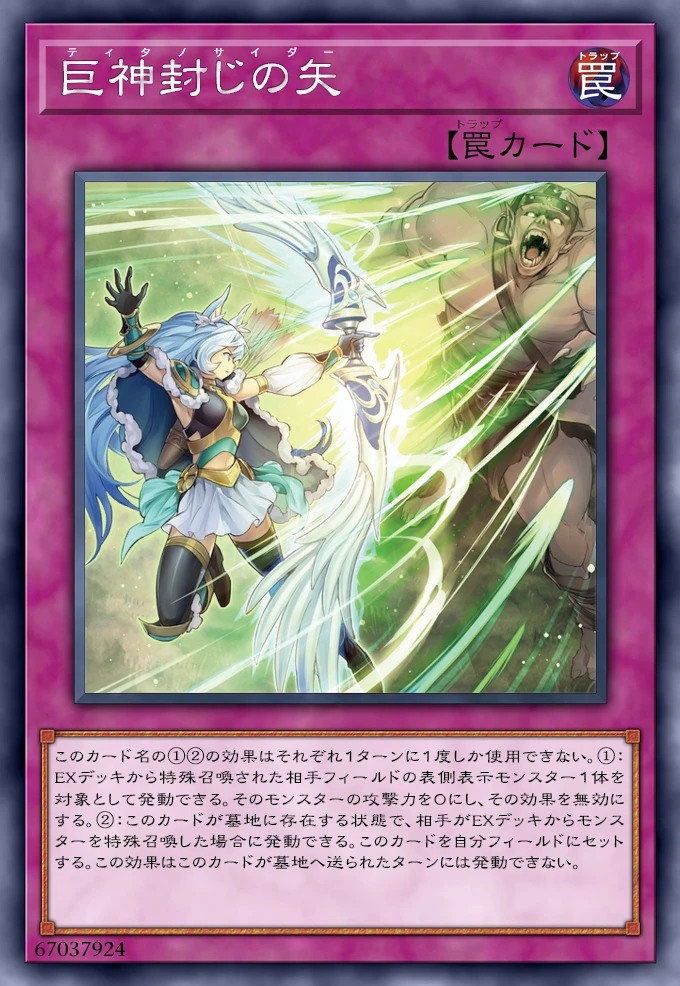 ティタノサイダー
巨神封じの矢
トラップ
罠
トラップ
【罠カード】
このカード名の①②の効果はそれぞれ1ターンに1度しか使用できない。①：
EXデッキから特殊召喚された相手フィールドの表側表示モンスター1体を
対象として発動できる。そのモンスターの攻撃力を0にし、その効果を無効に
する。②：このカードが墓地に存在する状態で、相手がEXデッキからモンス
ターを特殊召喚した場合に発動できる。このカードを自分フィールドにセット
する。この効果はこのカードが墓地へ送られたターンには発動できない。
67037924